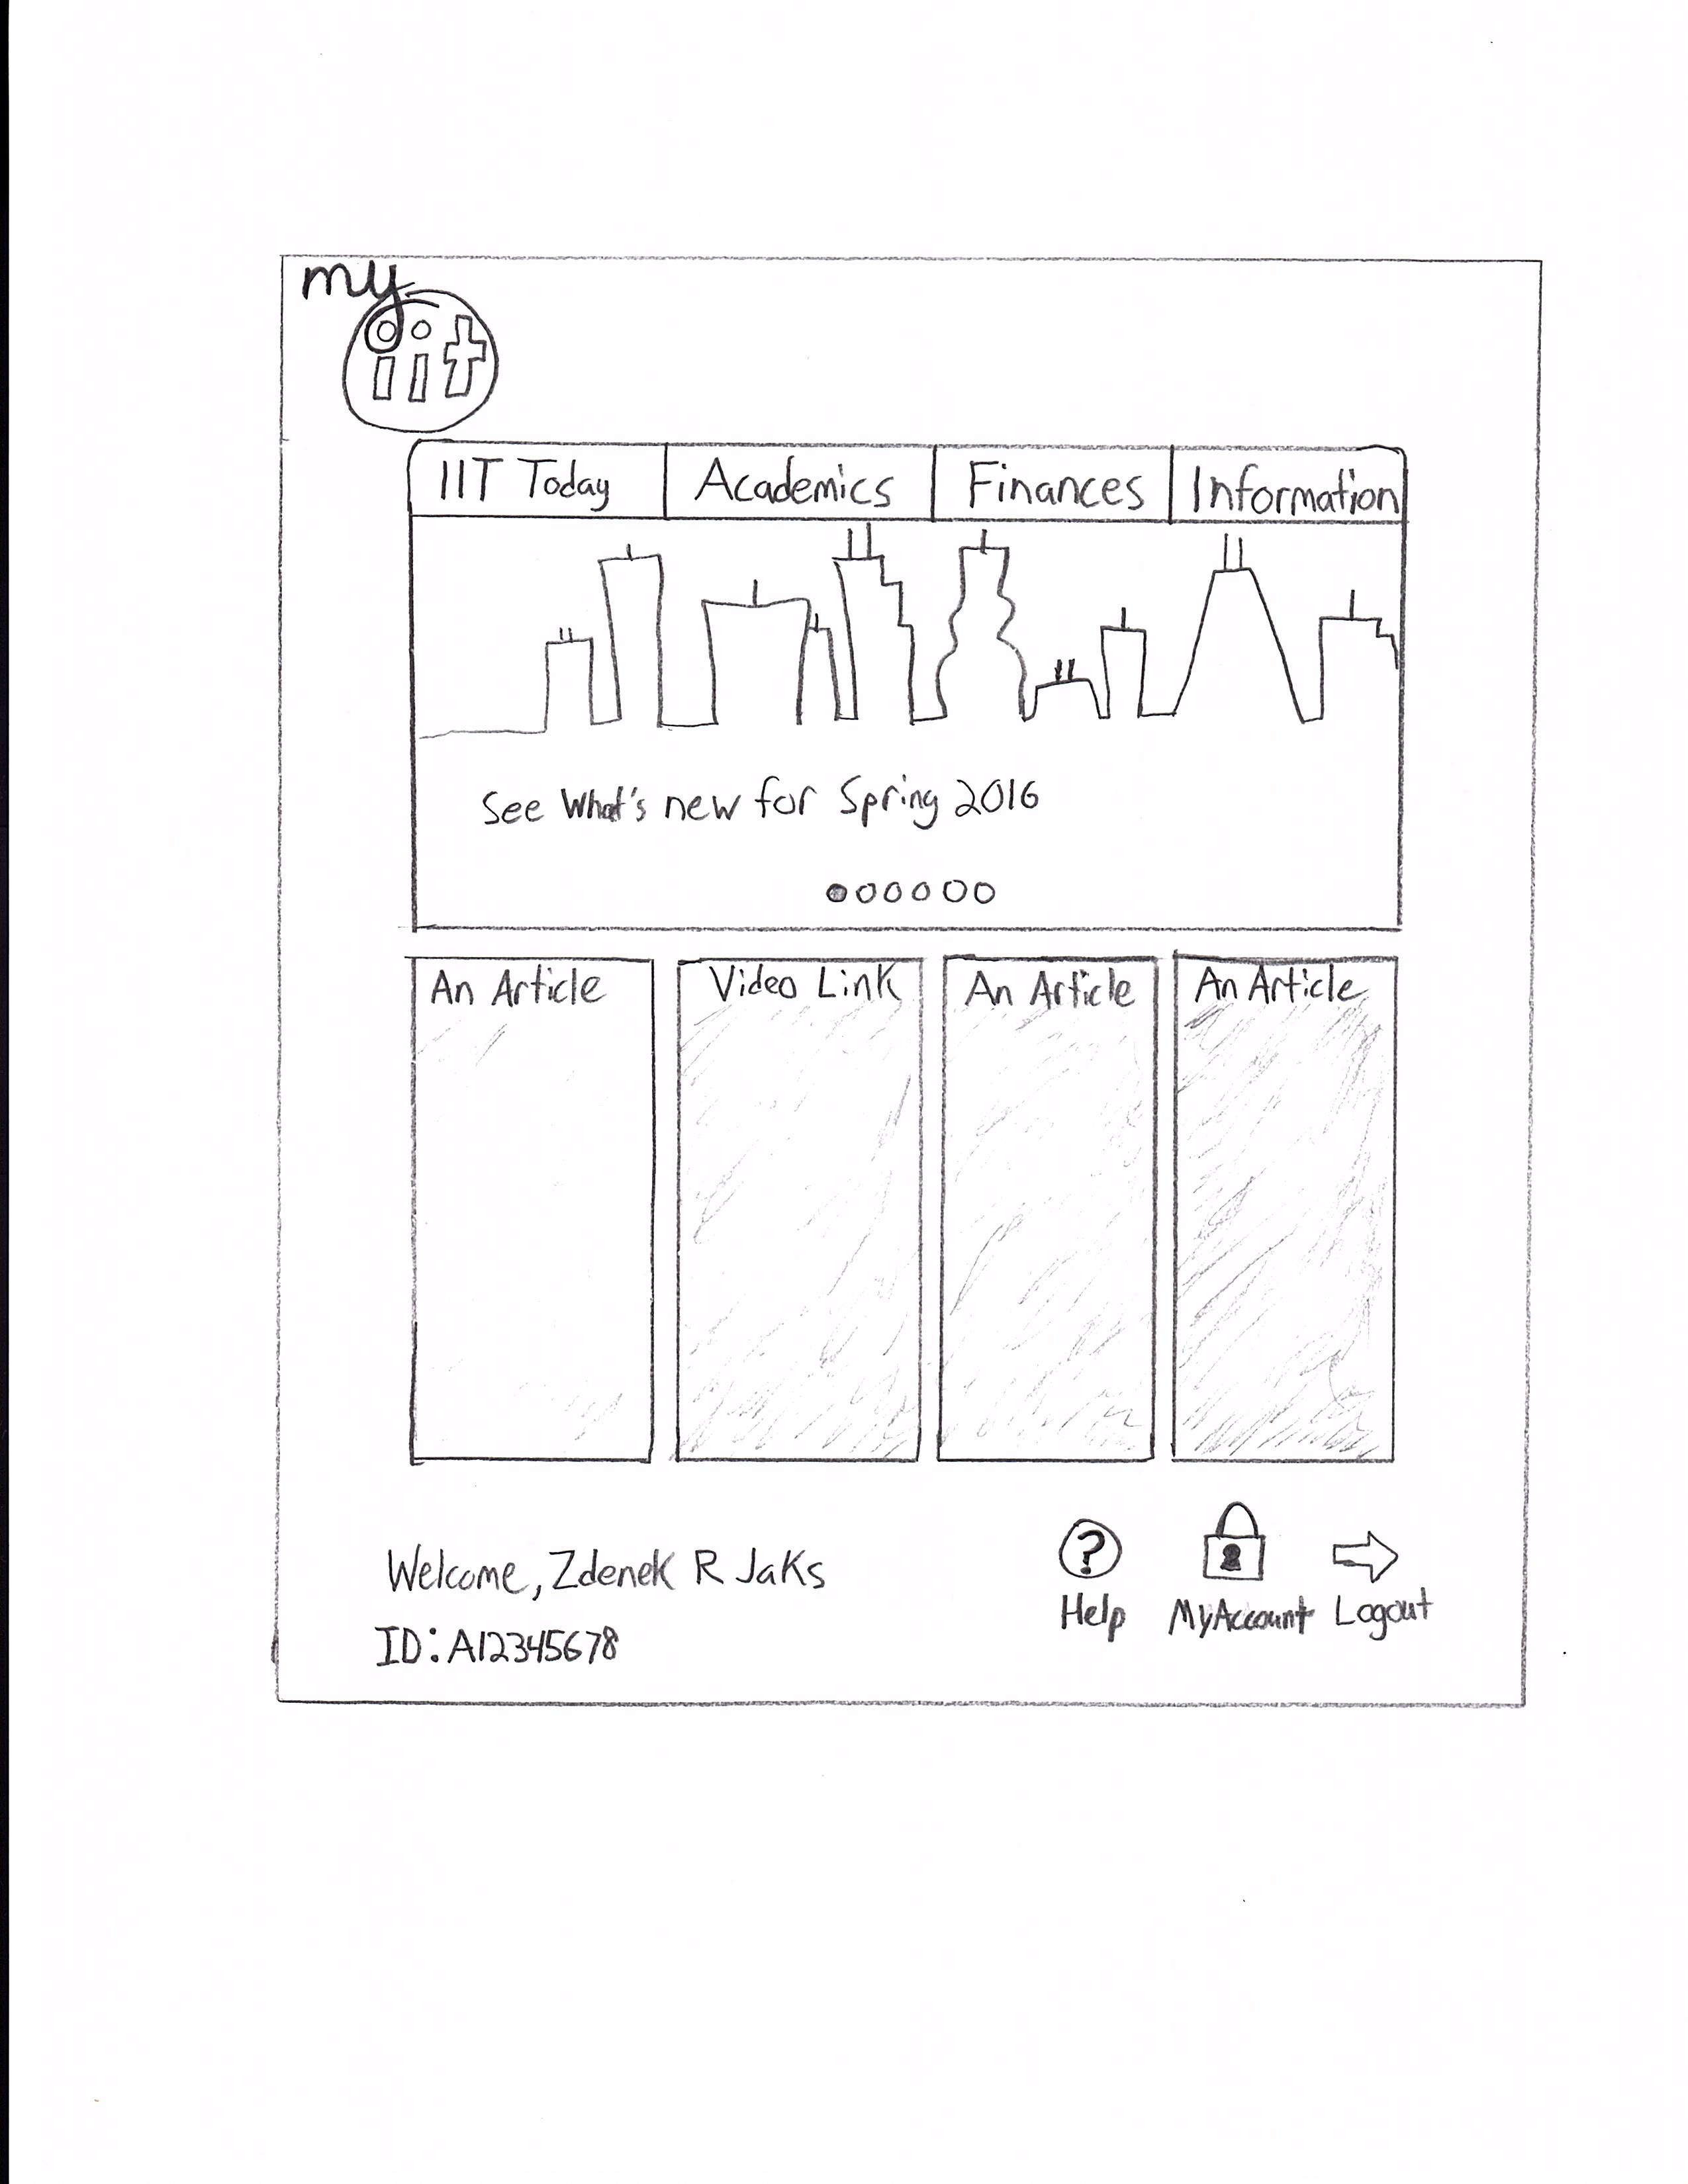 my
iit
IIT Today Academics Finances Information
See What's new for Spring 2016
An Article Video Link An Article An Article
Welcome, Zdenek R Jaks
ID: A12345678
? 
Help MyAccount Logout